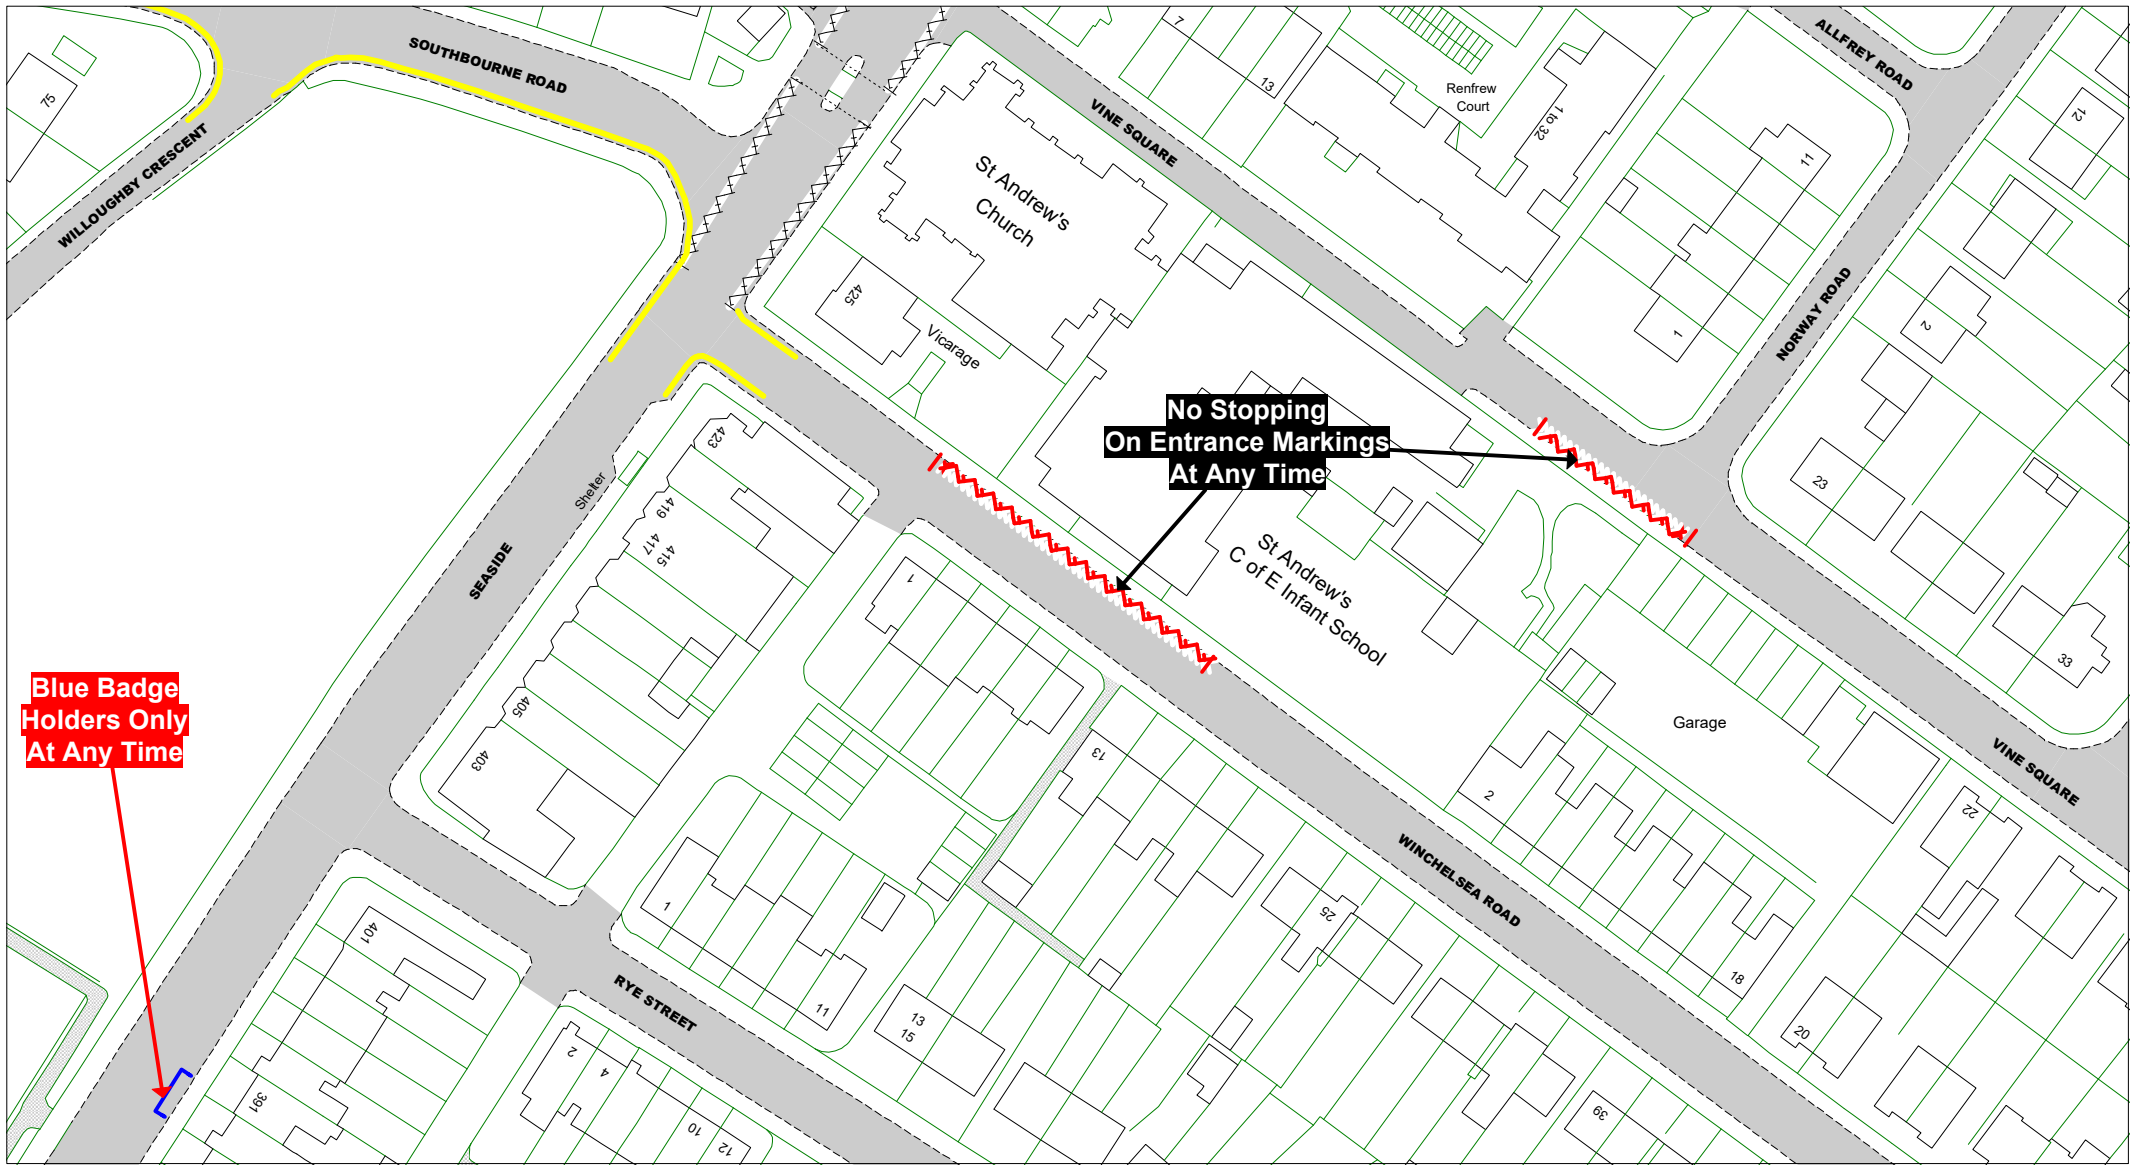 7
13
ALLFREY ROAD
SOUTHBOURNE ROAD
75
Renfrew
Court
1 to 32
VINE SQUARE
12
11
WILLOUGHBY CRESCENT
St Andrew's
Church
425
Vicarage
NORWAY ROAD
1
2
No Stopping
On Entrance Markings
At Any Time
423
Shelter
419
417
415
SEASIDE
23
St Andrew's
C of E Infant School
1
33
Blue Badge
Holders Only
At Any Time
405
403
13
Garage
VINE SQUARE
2
22
WINCHELSEA ROAD
401
1
25
18
RYE STREET
11
13
15
20
2
4
391
10
12
39